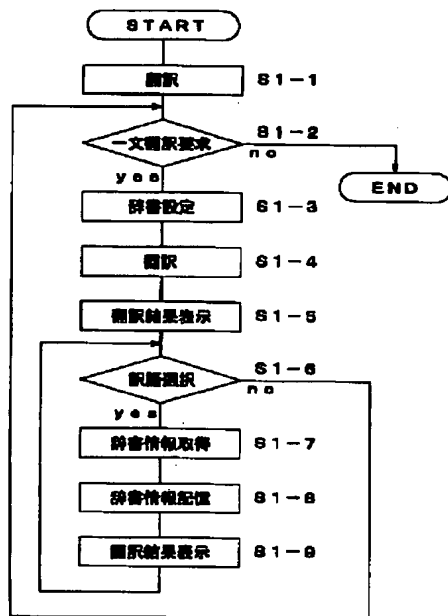 START
翻訳 S1-1
一文翻訳要求 S1-2
no
yes
END
辞書設定 S1-3
翻訳 S1-4
翻訳結果表示 S1-5
訳語選択 S1-6
no
yes
辞書情報取得 S1-7
辞書情報記憶 S1-8
翻訳結果表示 S1-9